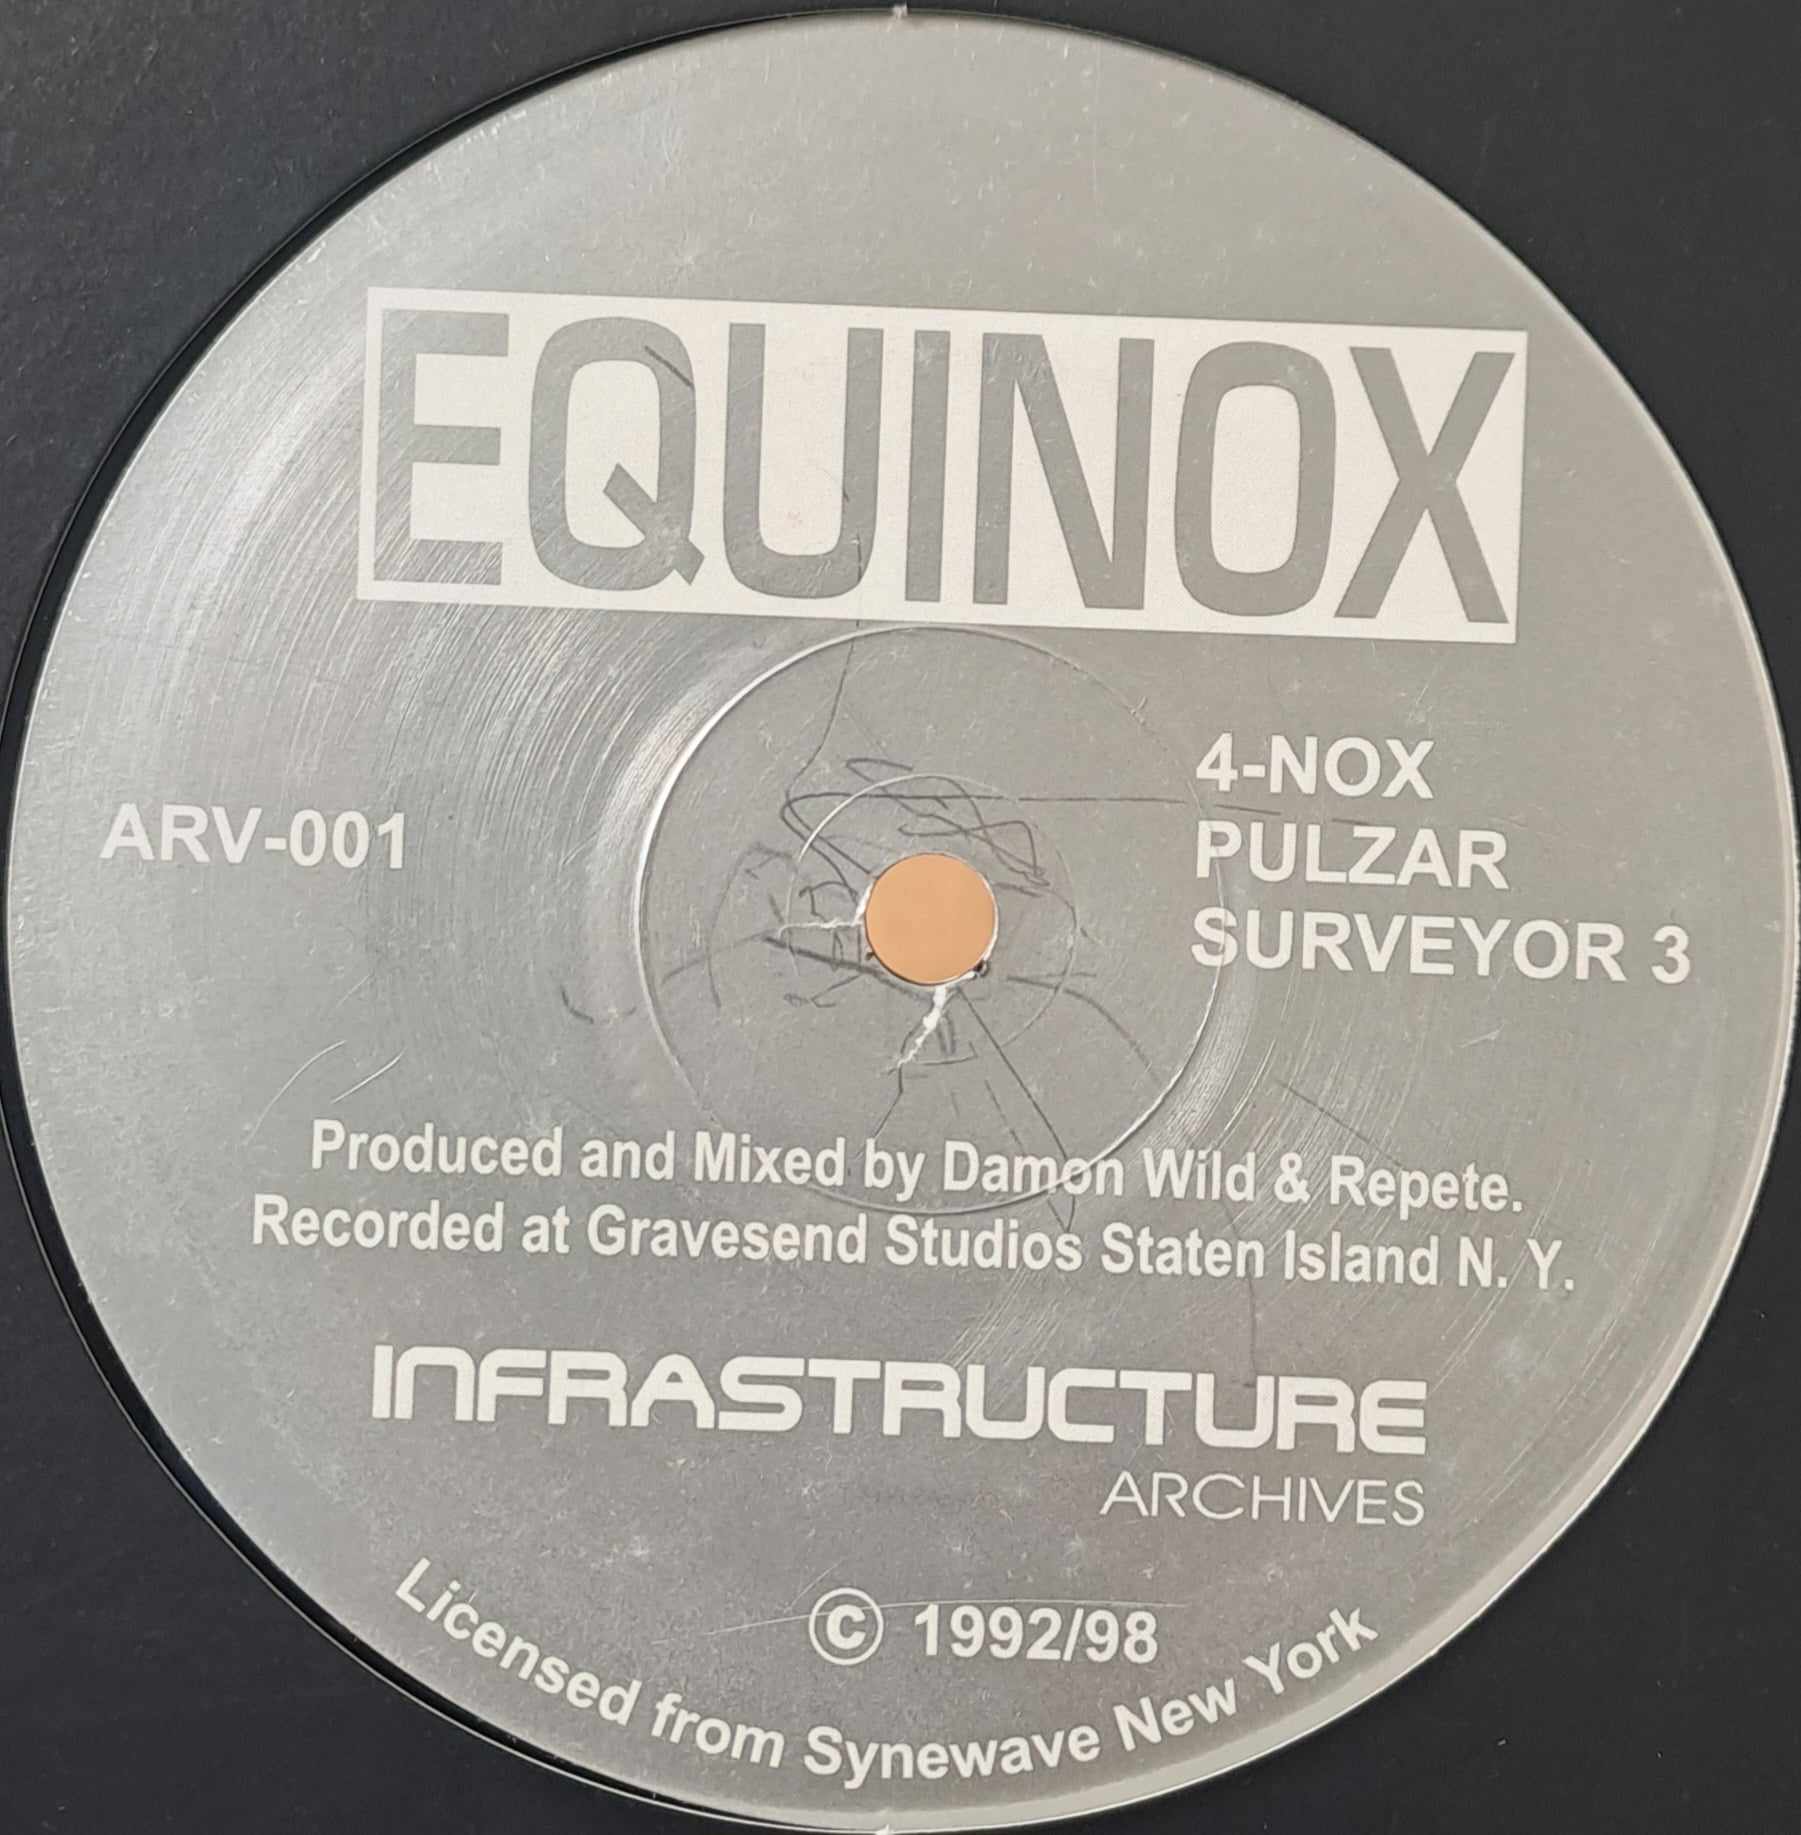 EQUINOX
ARV-001
4-NOX
PULZAR
SURVEYOR 3
Produced and Mixed by Damon Wild & Repete.
Recorded at Gravesend Studios Staten Island N. Y.
INFRASTRUCTURE
ARCHIVES
© 1992/98
Licensed from Synewave New York